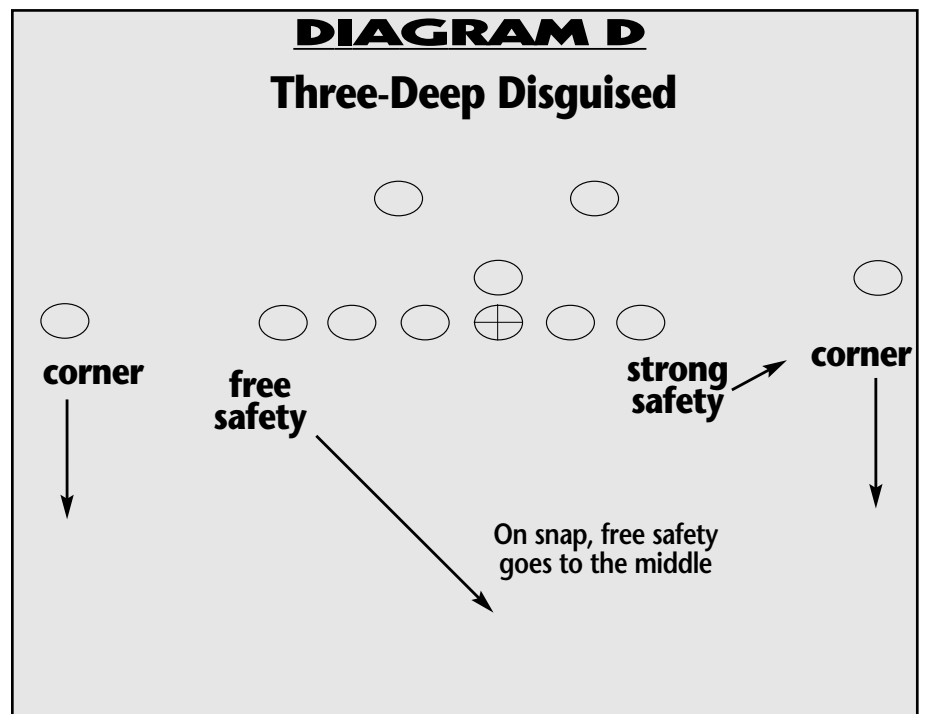 DIAGRAM D
Three-Deep Disguised
corner
free
safety
strong
safety
corner
On snap, free safety
goes to the middle